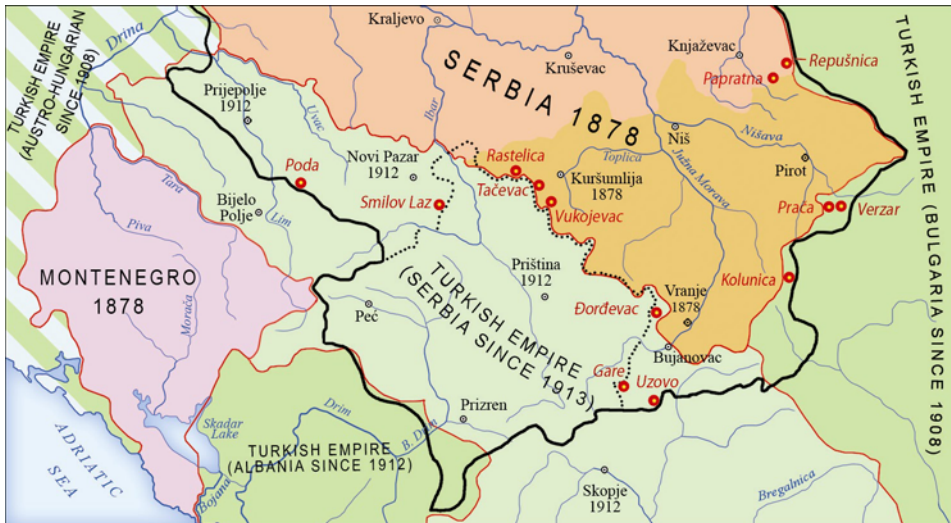 TURKISH EMPIRE
(AUSTRO-HUNGARIAN
SINCE 1908)
Drina
Kraljevo
Kruševac
SERBIA 1878
Knjaževac
Repušnica
Papratna
TURKISH EMPIRE (BULGARIA SINCE 1908)
Prijepolje
1912
Uvac
Ibar
Niš
Nišava
Novi Pazar
1912
Rastelica
Toplica
Južna Morava
Poda
Tačevac
Kuršumlija
1878
Pirot
Tara
Bijelo
Polje
Lim
Smilov Laz
Vukojevac
Prača
Verzar
Piva
MONTENEGRO
1878
Morača
Priština
1912
TURKISH EMPIRE
(SERBIA SINCE 1913)
Kolunica
Vranje
1878
Peć
Đorđevac
Bujanovac
Gare
Uzovo
Prizren
Drim
B. Drim
Skadar
Lake
TURKISH EMPIRE
(ALBANIA SINCE 1912)
ADRIATIC
SEA
Bojana
Skopje
1912
Bregalnica